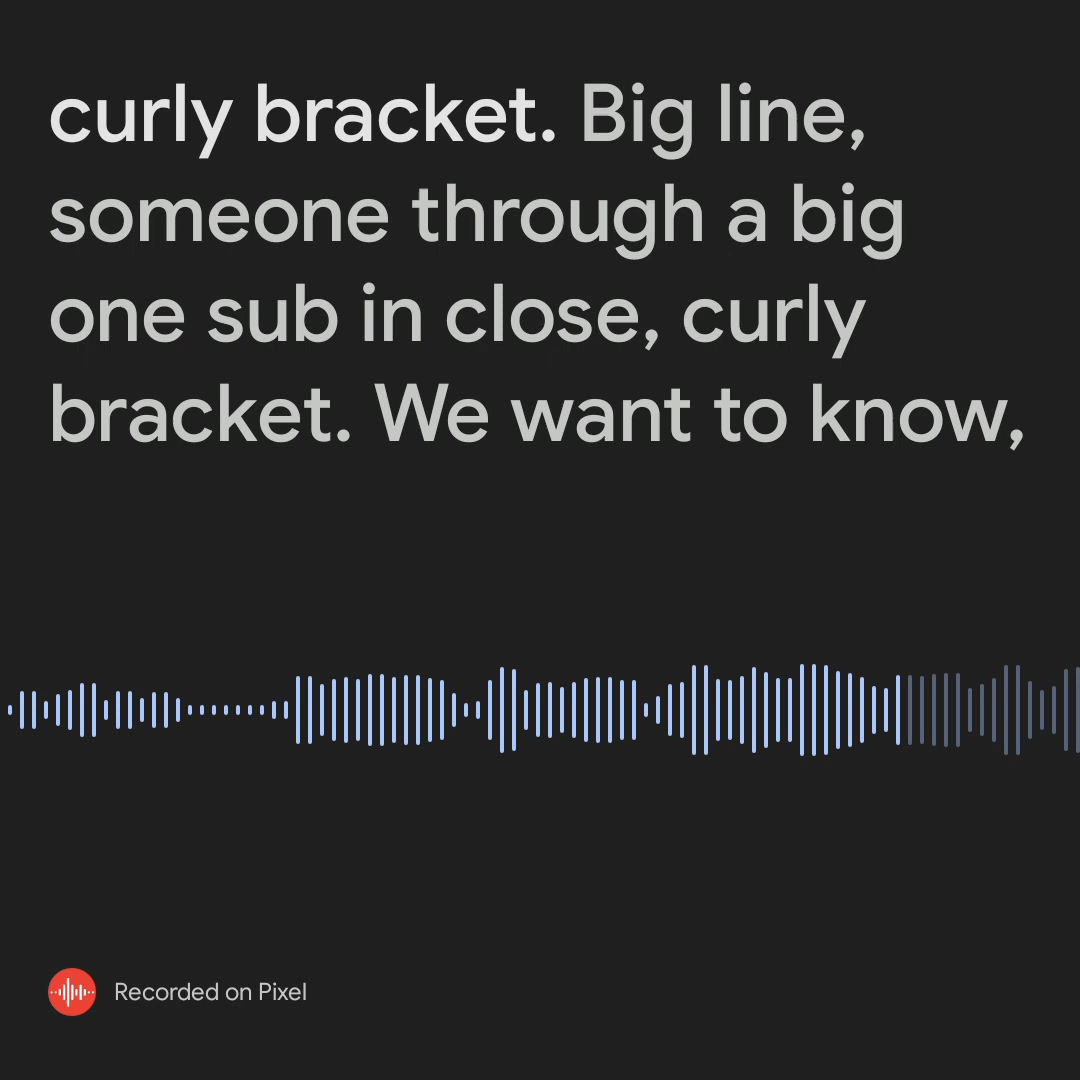 curly bracket. Big line,
someone through a big
one sub in close, curly
bracket. We want to know,
Recorded on Pixel